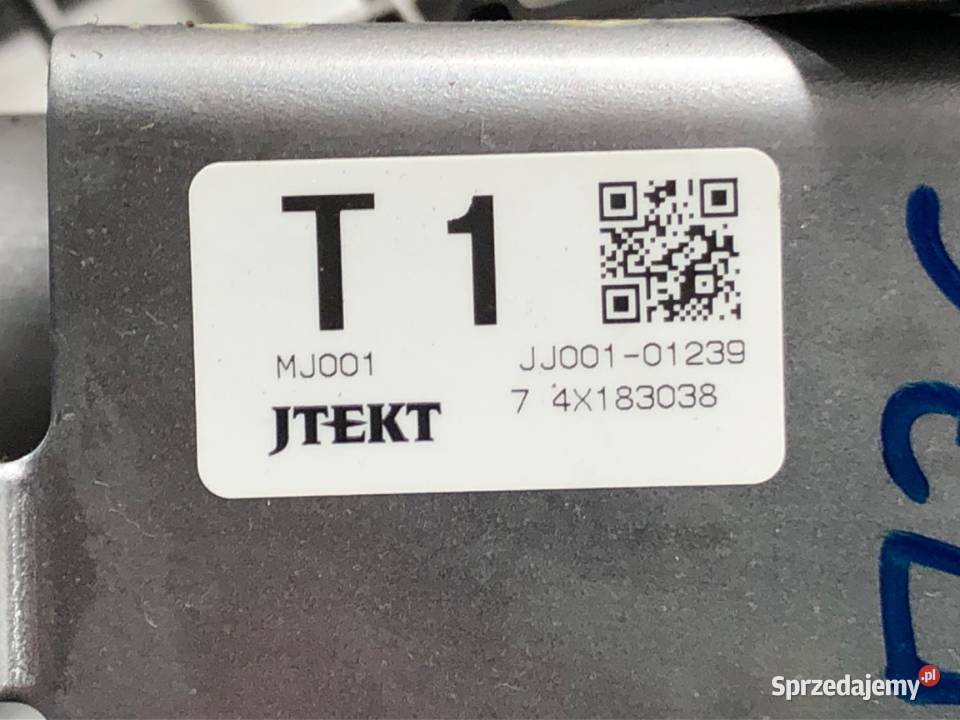 T 1
MJ001 JJ001-01239
JTEKT 7 4X183038
Sprzedajemy.pl